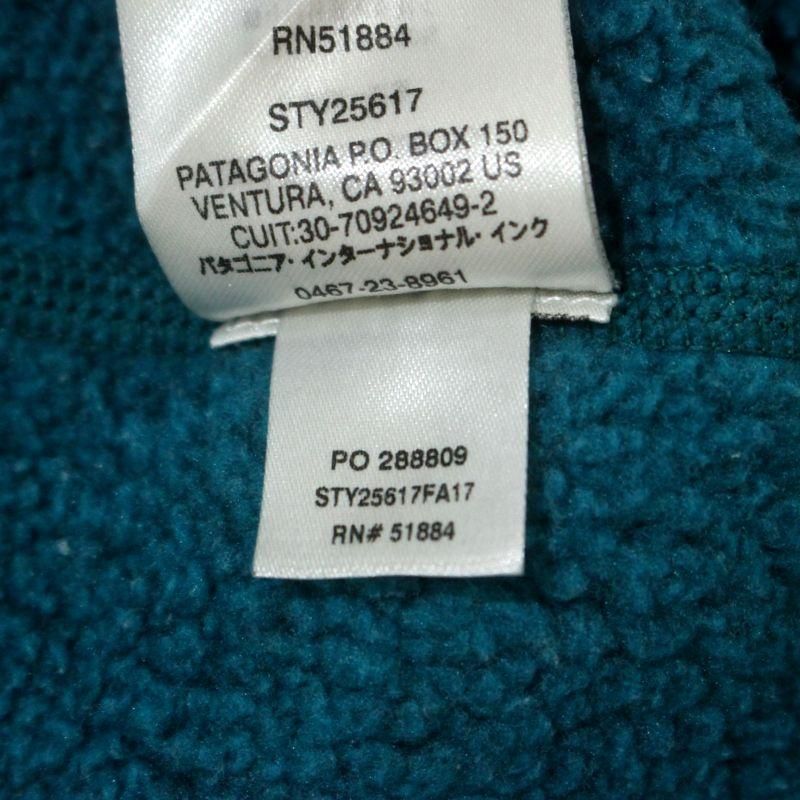 RN51884
STY25617
PATAGONIA P.O. BOX 150
VENTURA, CA 93002 US
CUIT:30-70924649-2
パタゴニア・インターナショナル・インク
0467-23-8961
PO 288809
STY25617FA17
RN# 51884